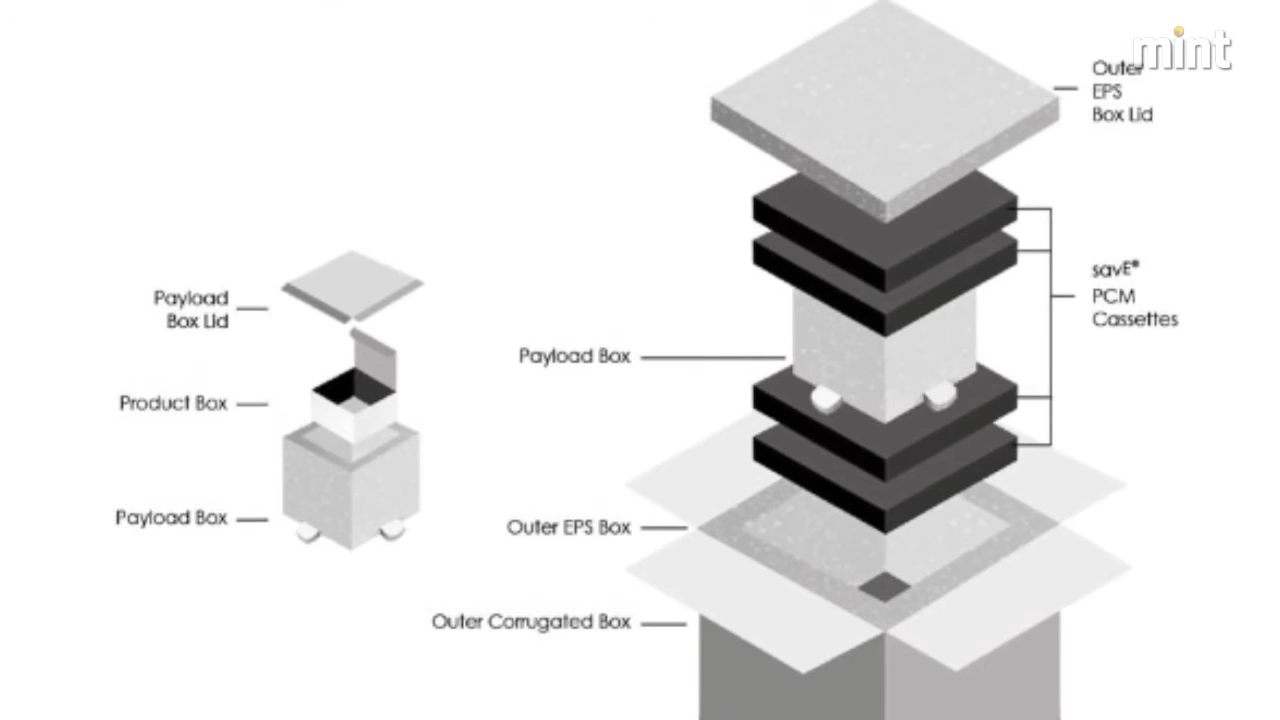 mint
Outer
EPS
Box Lid
savE®
PCM
Cassettes
Payload
Box Lid
Payload Box
Product Box
Payload Box
Outer EPS Box
Outer Corrugated Box